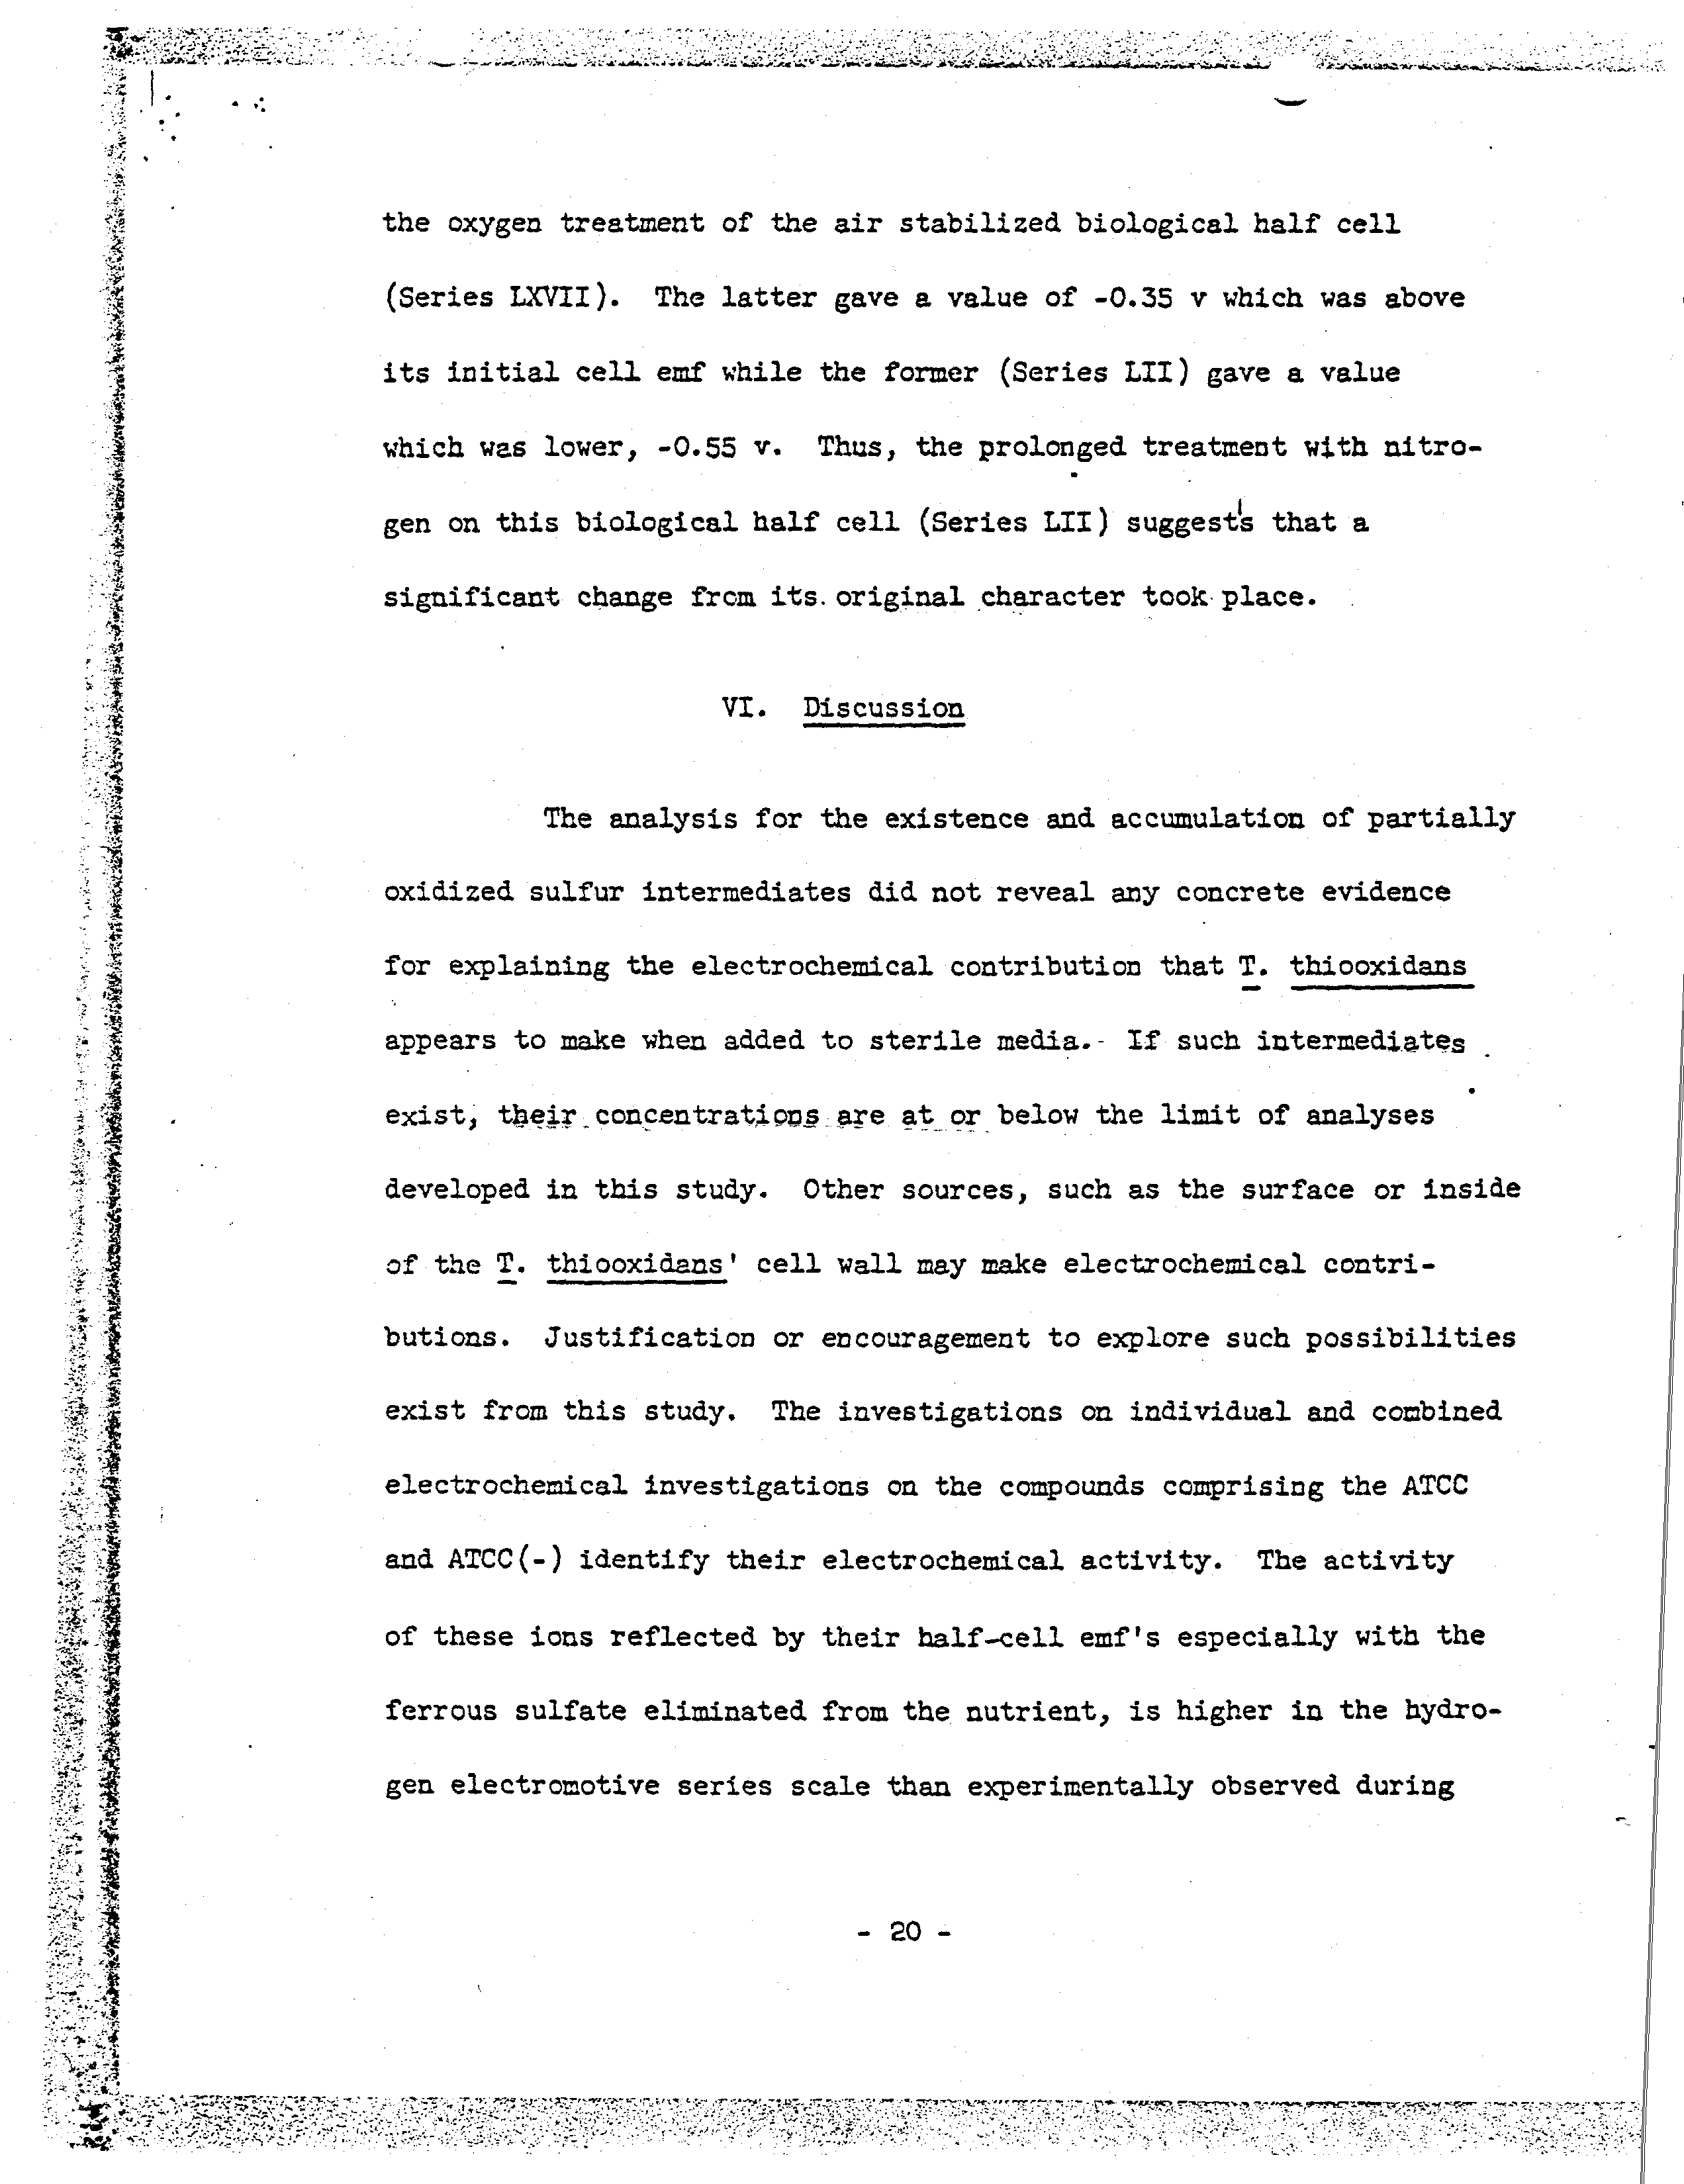 the oxygen treatment of the air stabilized biological half cell
(Series LXVII). The latter gave a value of -0.35 v which was above
its initial cell emf while the former (Series LII) gave a value
which was lower, -0.55 v. Thus, the prolonged treatment with nitro-
gen on this biological half cell (Series LII) suggests that a
significant change from its original character took place.
VI. Discussion
The analysis for the existence and accumulation of partially
oxidized sulfur intermediates did not reveal any concrete evidence
for explaining the electrochemical contribution that T. thiooxidans
appears to make when added to sterile media. If such intermediates
exist, their concentrations are at or below the limit of analyses
developed in this study. Other sources, such as the surface or inside
of the T. thiooxidans' cell wall may make electrochemical contri-
butions. Justification or encouragement to explore such possibilities
exist from this study. The investigations on individual and combined
electrochemical investigations on the compounds comprising the ATCC
and ATCC(-) identify their electrochemical activity. The activity
of these ions reflected by their half-cell emf's especially with the
ferrous sulfate eliminated from the nutrient, is higher in the hydro-
gen electromotive series scale than experimentally observed during
- 20 -